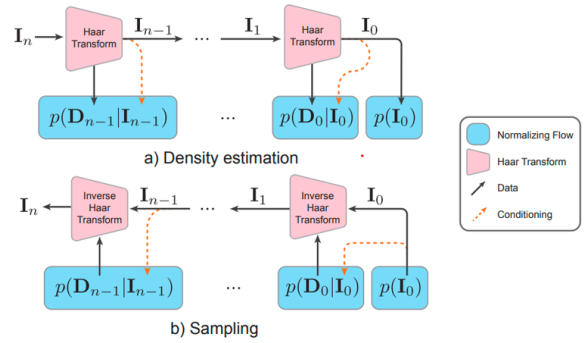 I_n
Haar
Transform
I_{n-1}
...
I_1
Haar
Transform
I_0
p(D_{n-1}|I_{n-1})
...
p(D_0|I_0)
p(I_0)
a) Density estimation
I_n
Inverse
Haar
Transform
I_{n-1}
...
I_1
Inverse
Haar
Transform
I_0
p(D_{n-1}|I_{n-1})
...
p(D_0|I_0)
p(I_0)
b) Sampling
Normalizing Flow
Haar Transform
Data
Conditioning